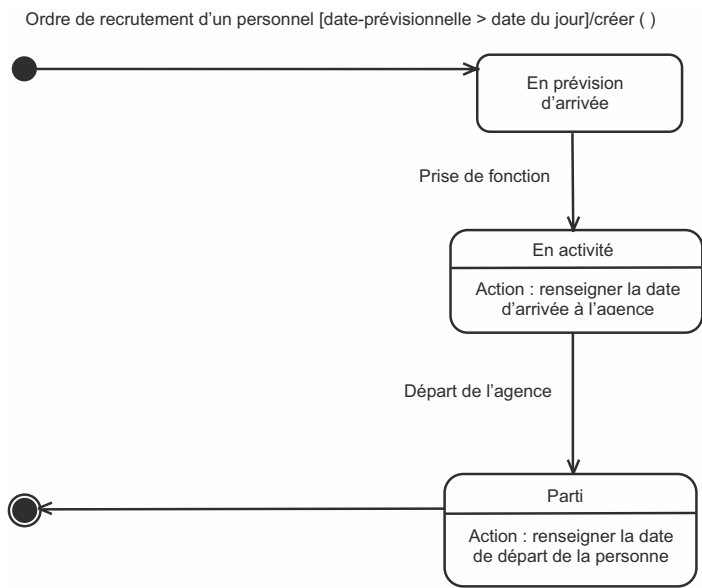 Ordre de recrutement d’un personnel [date-prévisionnelle > date du jour]/créer ( )
En prévision
d’arrivée
Prise de fonction
En activité
Action : renseigner la date
d’arrivée à l’agence
Départ de l’agence
Parti
Action : renseigner la date
de départ de la personne